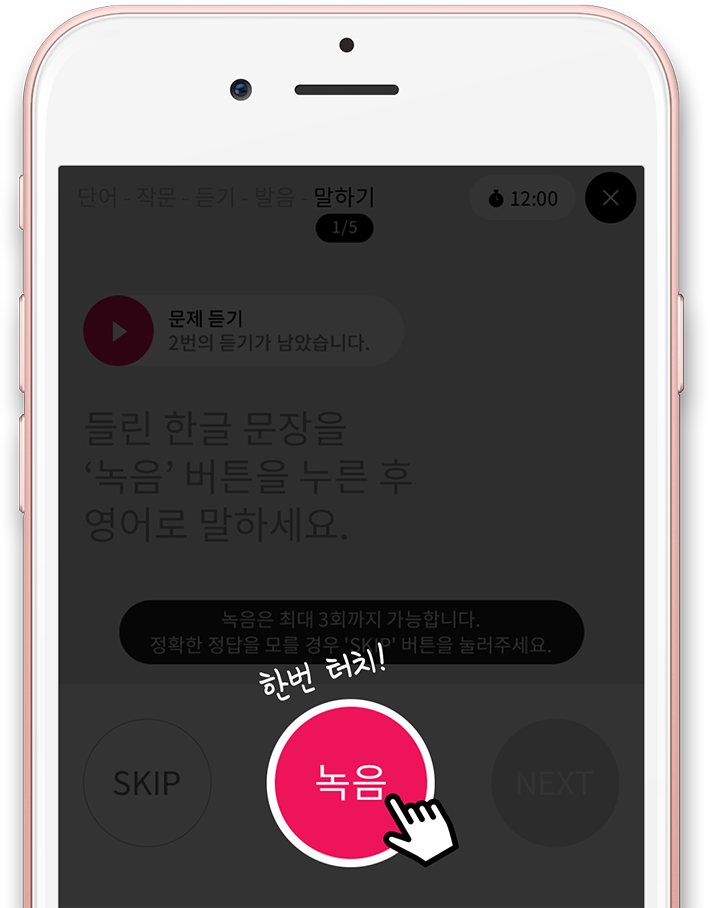 단어 - 작문 - 듣기 - 발음 - 말하기
12:00
1/5
문제 듣기
2번의 듣기가 남았습니다.
들린 한글 문장을
‘녹음’ 버튼을 누른 후
영어로 말하세요.
녹음은 최대 3회까지 가능합니다.
정확한 정답을 모를 경우 'SKIP' 버튼을 눌러주세요.
한번 터치!
SKIP
녹음
NEXT